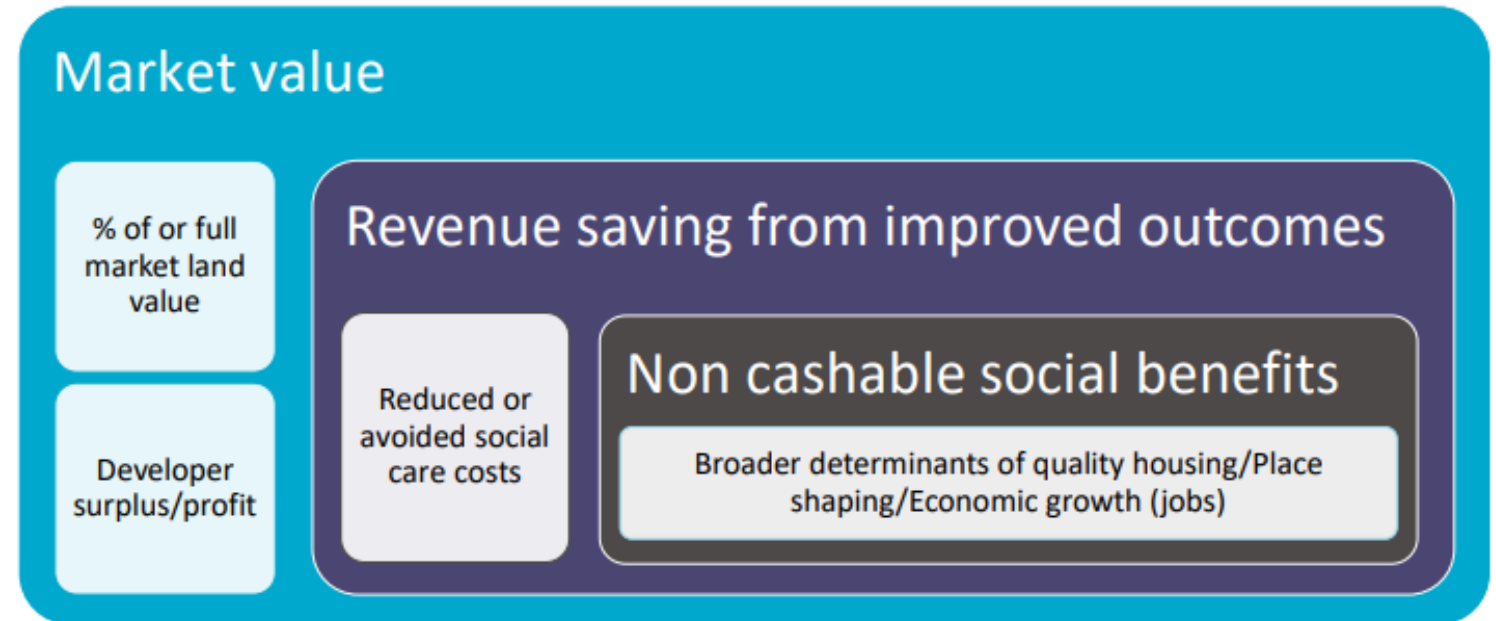 Market value
% of or full
market land
value
Developer
surplus/profit
Revenue saving from improved outcomes
Reduced or
avoided social
care costs
Non cashable social benefits
Broader determinants of quality housing/Place
shaping/Economic growth (jobs)